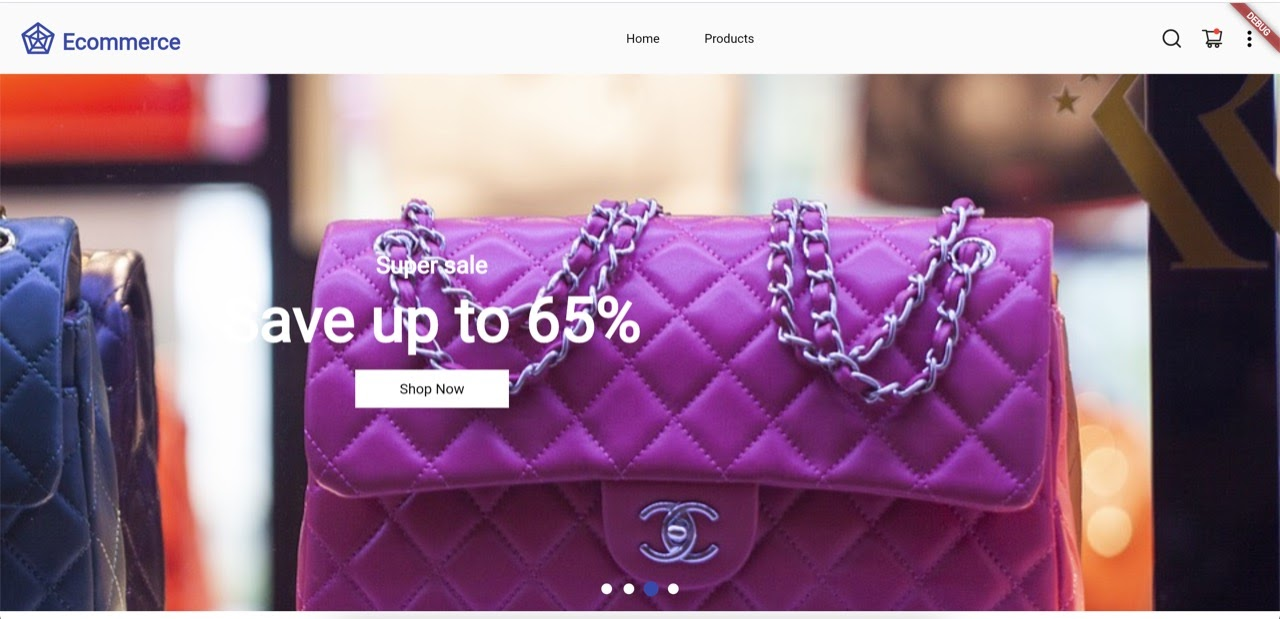 Ecommerce
Home
Products
DEBUG
Super sale
Save up to 65%
Shop Now